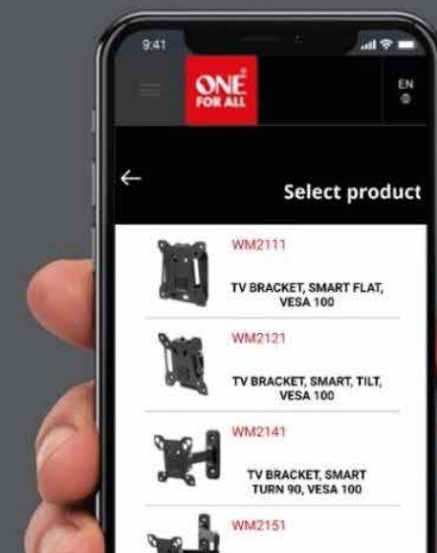 9:41
ONE
FOR ALL
EN
Select product
WM2111
TV BRACKET, SMART FLAT,
VESA 100
WM2121
TV BRACKET, SMART, TILT,
VESA 100
WM2141
TV BRACKET, SMART
TURN 90, VESA 100
WM2151